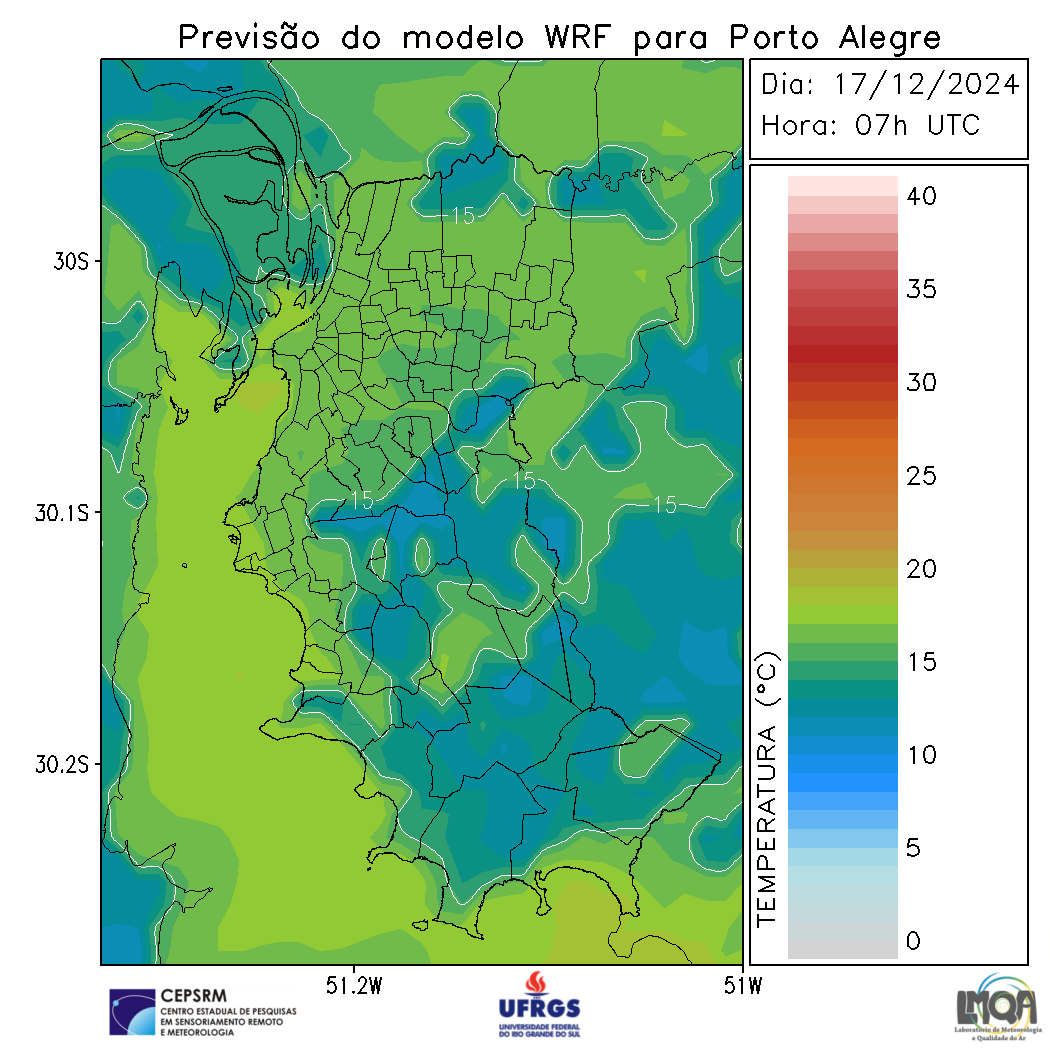 Previsão do modelo WRF para Porto Alegre
Dia: 17/12/2024
Hora: 07h UTC
40
35
30
25
20
15
10
5
0
TEMPERATURA (°C)
30S
30.1S
30.2S
51.2W
51W
15
15
15
15
CEPSRM
CENTRO ESTADUAL DE PESQUISAS
EM SENSORIAMENTO REMOTO
E METEOROLOGIA
UFRGS
UNIVERSIDADE FEDERAL
DO RIO GRANDE DO SUL
LMQA
Laboratório de Meteorologia
e Qualidade do Ar